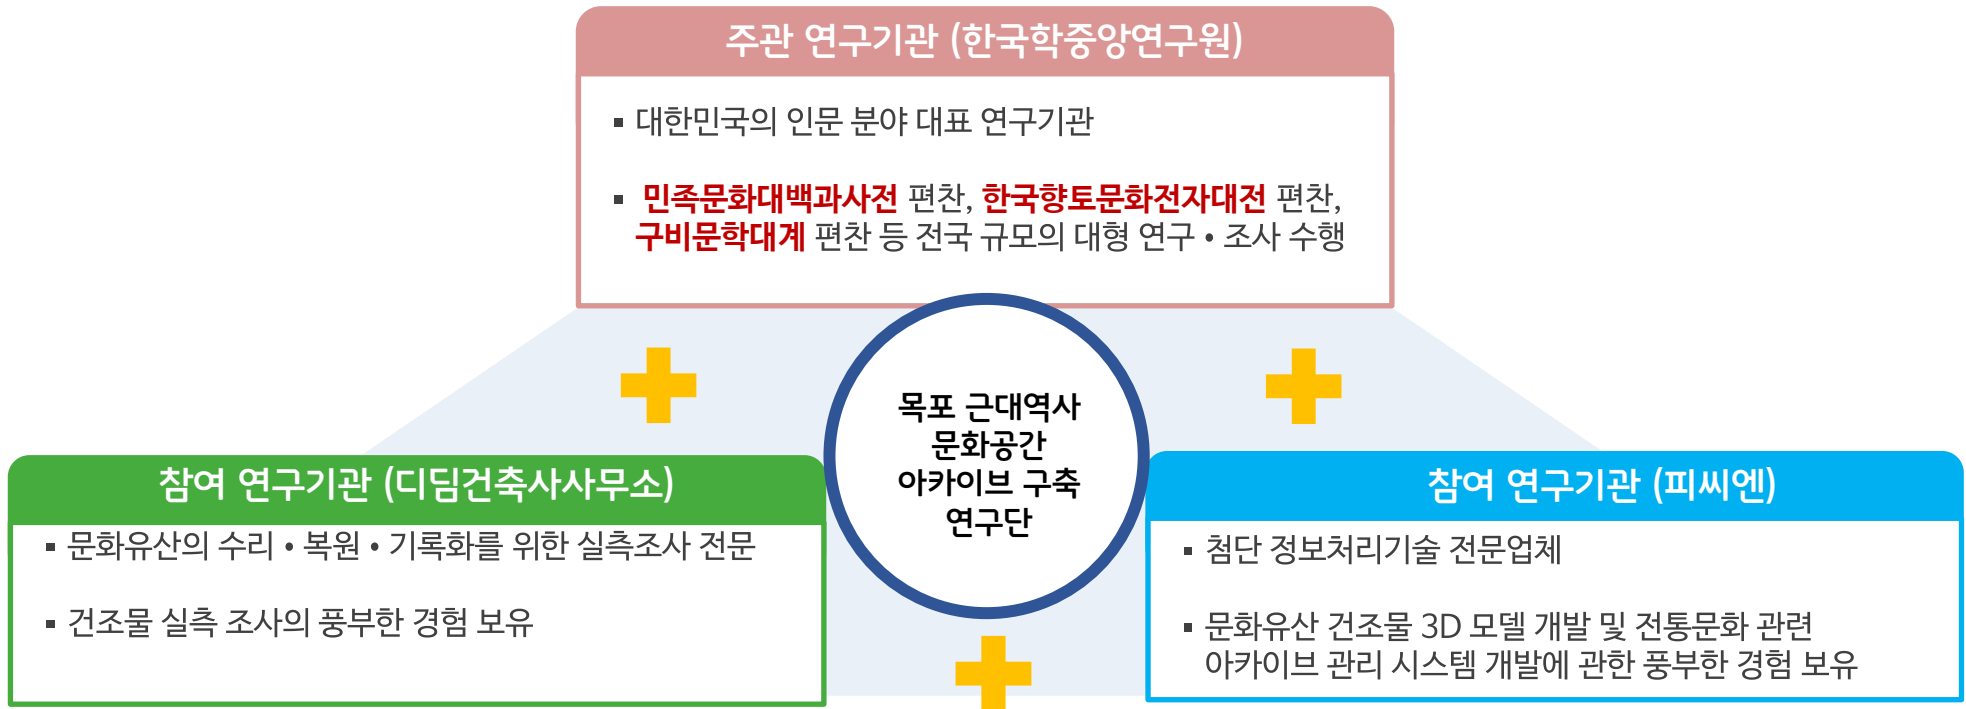 주관 연구기관 (한국학중앙연구원)
▪ 대한민국의 인문 분야 대표 연구기관
▪ 민족문화대백과사전 편찬, 한국향토문화전자대전 편찬,
구비문학대계 편찬 등 전국 규모의 대형 연구 • 조사 수행
목포 근대역사
문화공간
아카이브 구축
연구단
참여 연구기관 (디딤건축사사무소)
▪ 문화유산의 수리 • 복원 • 기록화를 위한 실측조사 전문
▪ 건조물 실측 조사의 풍부한 경험 보유
참여 연구기관 (피씨엔)
▪ 첨단 정보처리기술 전문업체
▪ 문화유산 건조물 3D 모델 개발 및 전통문화 관련
아카이브 관리 시스템 개발에 관한 풍부한 경험 보유